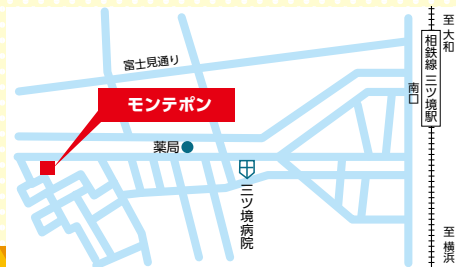 至大和
相鉄線 三ツ境駅
南口
富士見通り
モンテポン
薬局
三ツ境病院
至横浜